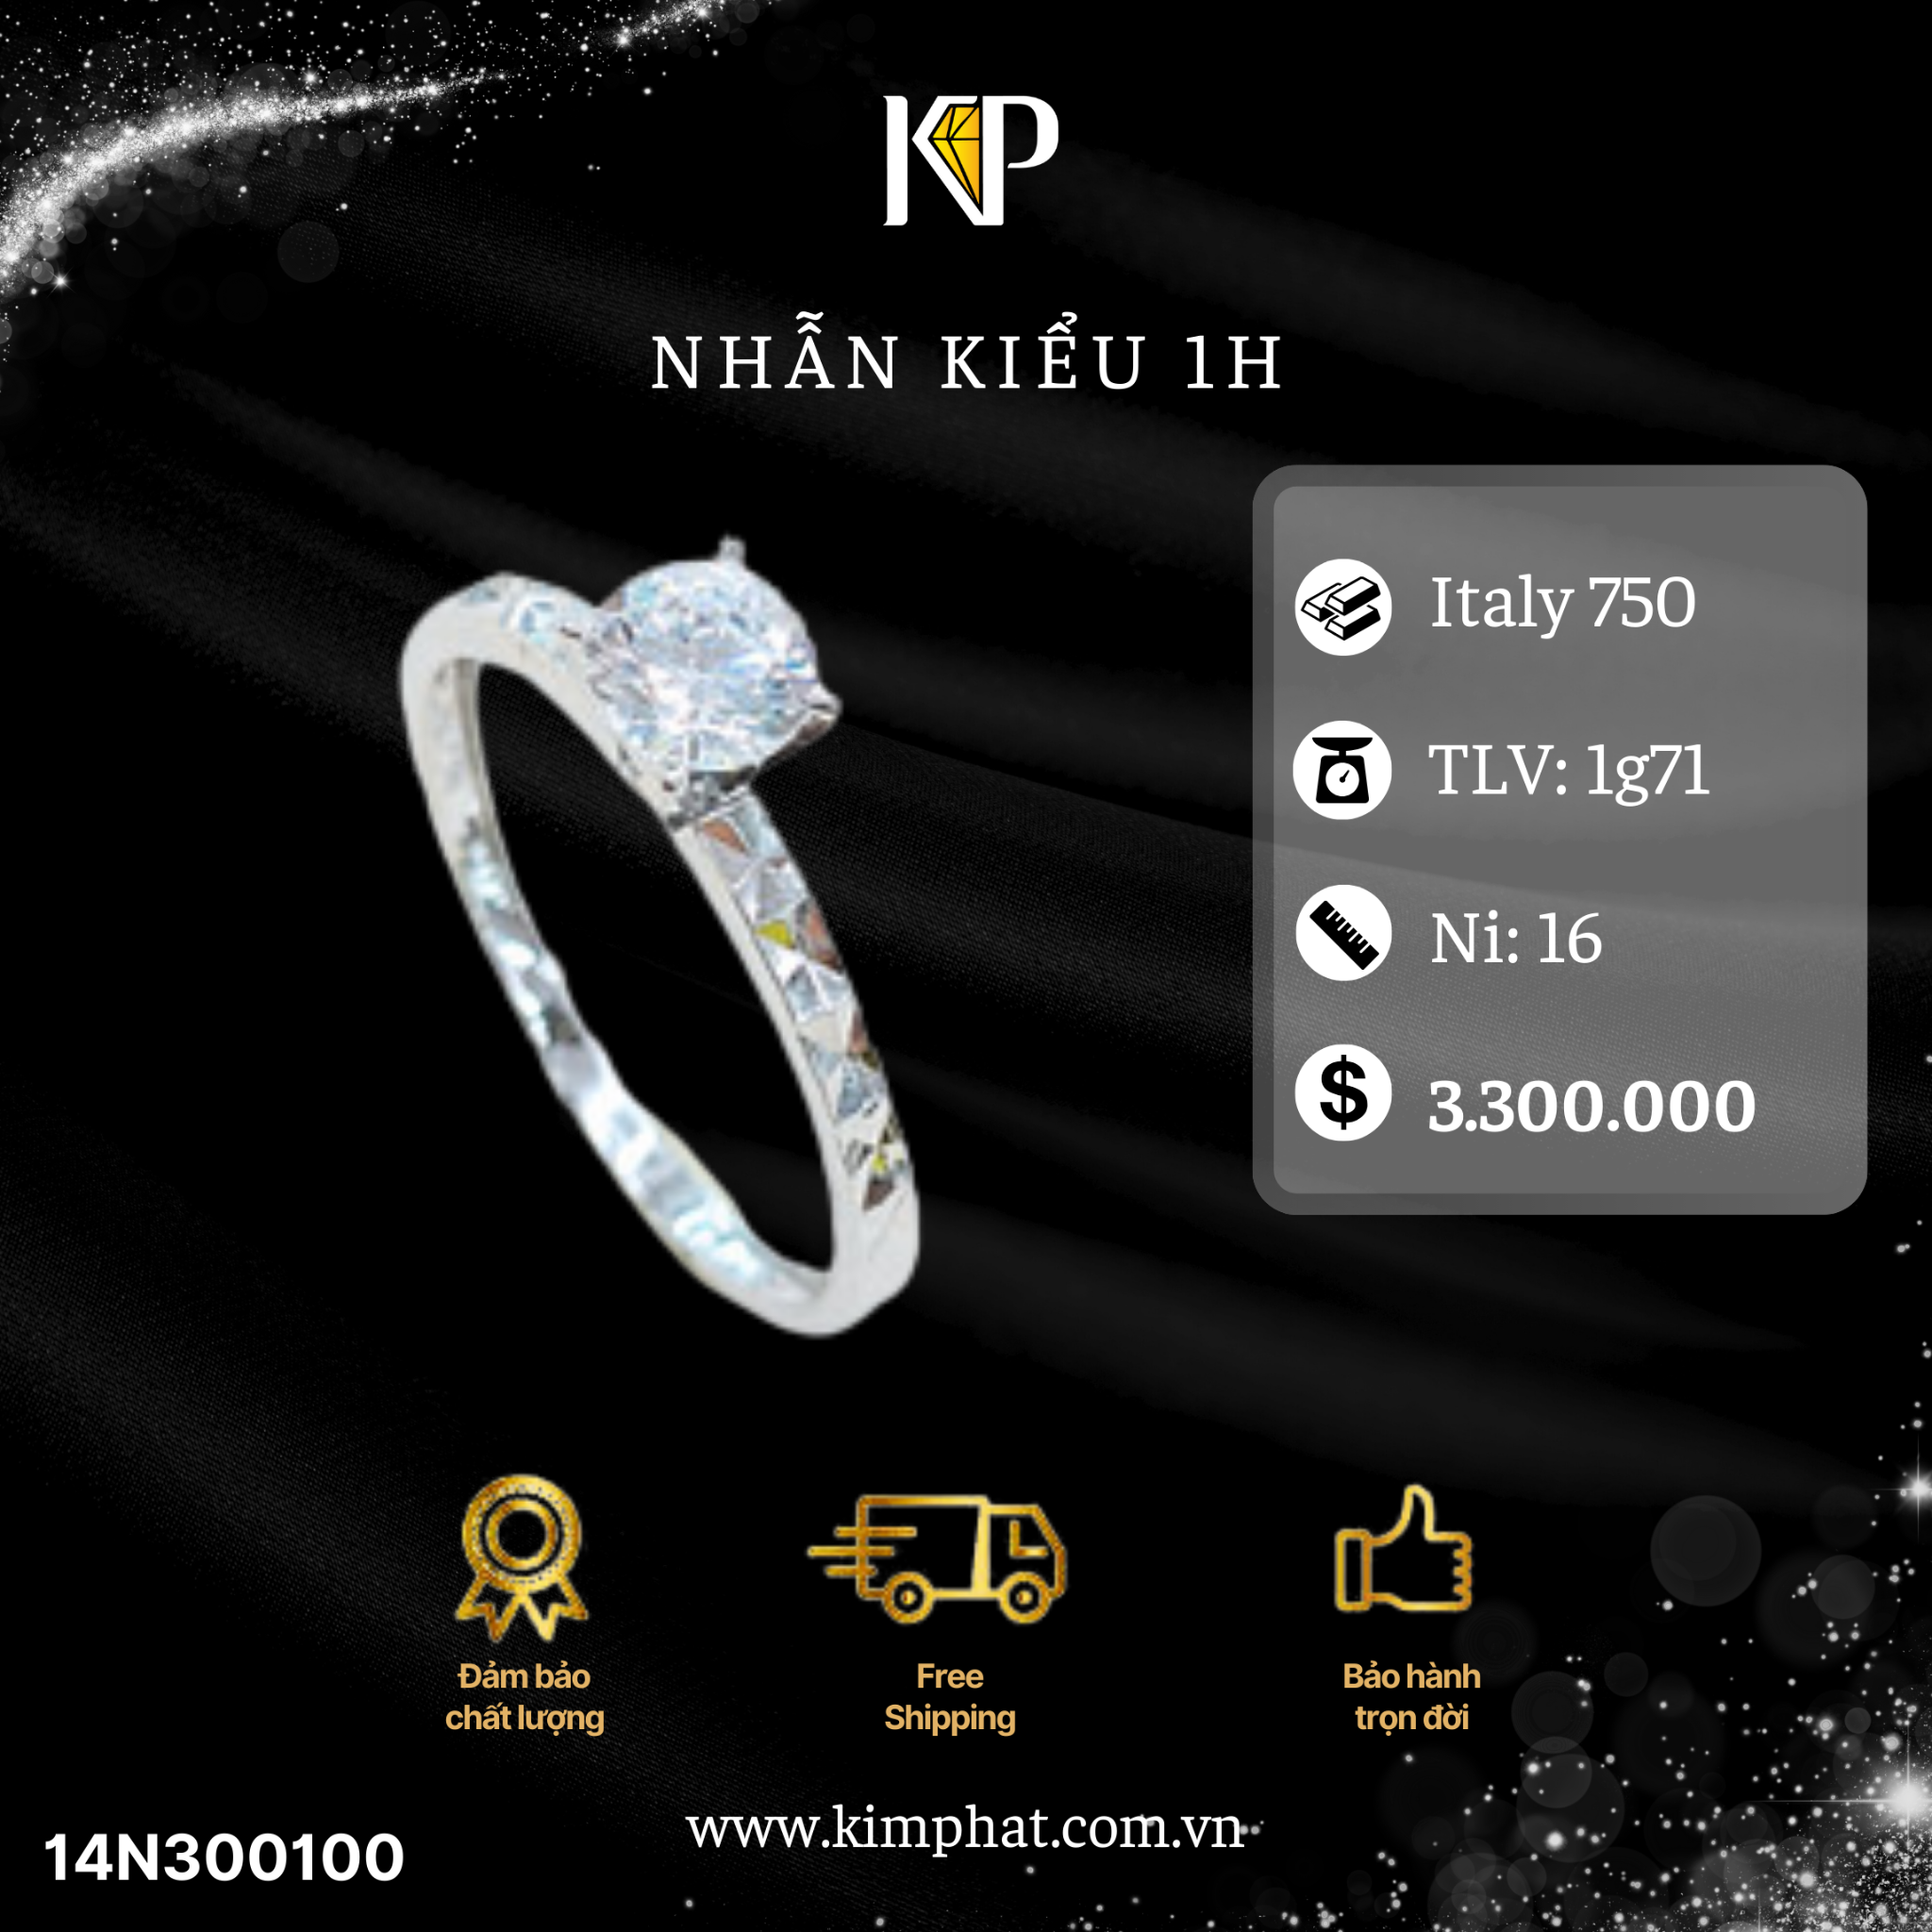 KP
NHẪN KIỂU 1H
Italy 750
TLV: 1g71
Ni: 16
$ 3.300.000
Đảm bảo
chất lượng
Free
Shipping
Bảo hành
trọn đời
www.kimphat.com.vn
14N300100